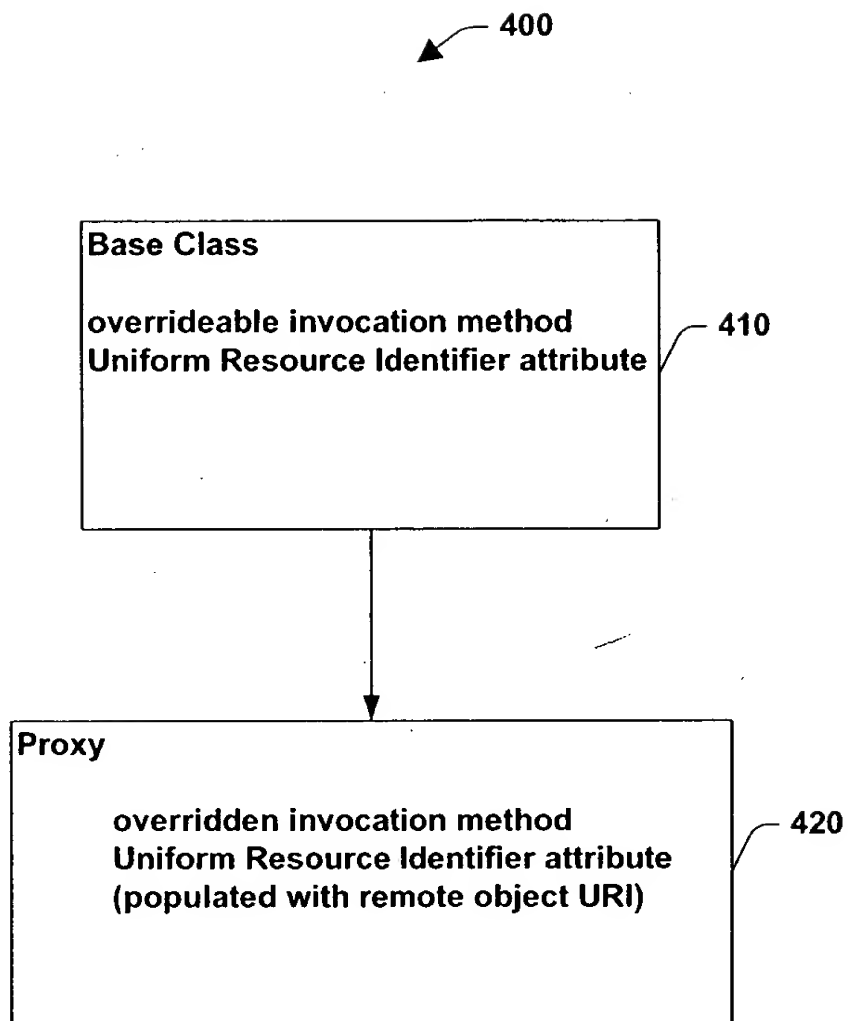 400
Base Class
overrideable invocation method
Uniform Resource Identifier attribute
410
Proxy
overridden invocation method
Uniform Resource Identifier attribute
(populated with remote object URI)
420